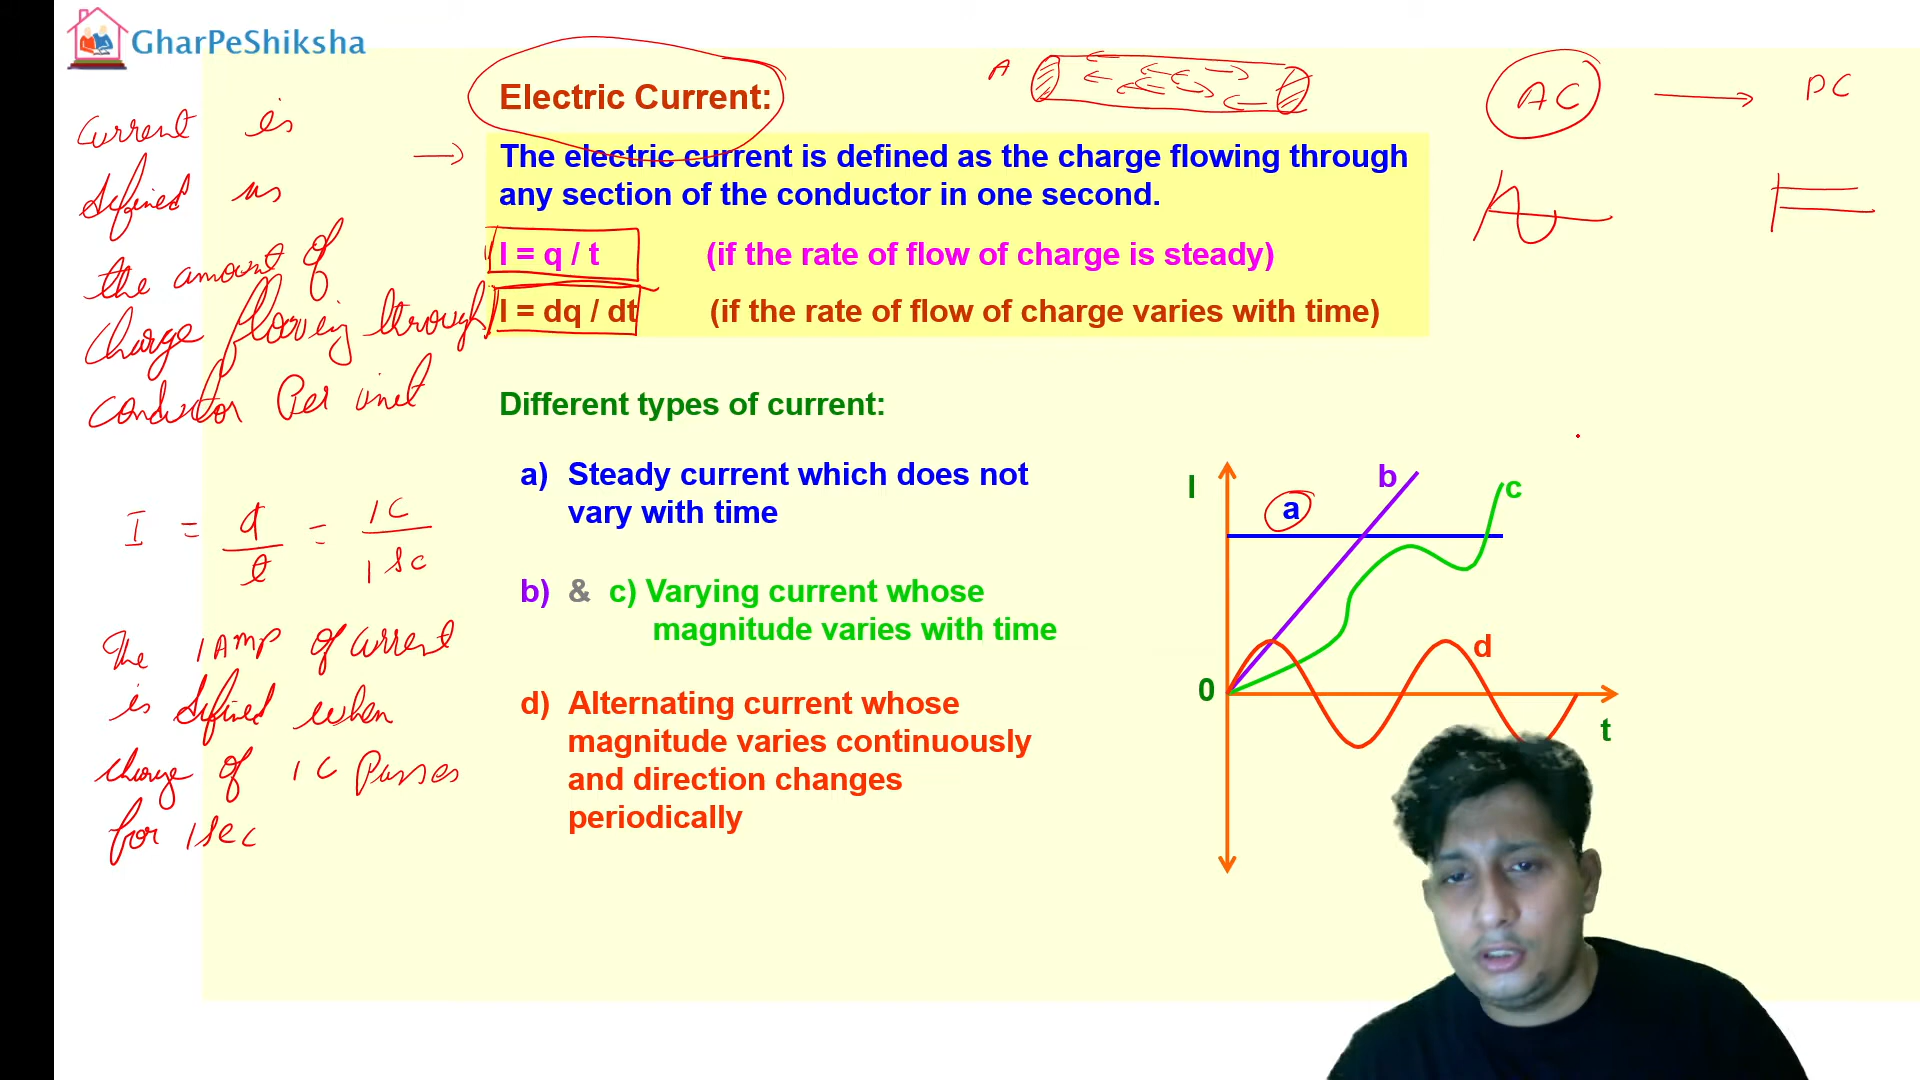 GharPeShiksha
Electric Current:
A
AC
DC
The electric current is defined as the charge flowing through
any section of the conductor in one second.
I = q / t (if the rate of flow of charge is steady)
I = dq / dt (if the rate of flow of charge varies with time)
Current is
defined as
the amount of
charge flowing through
conductor Per unit
I = q/t = 1C/1sc
The 1 AMP of current
is defined when
charge of 1C Passes
for 1sec
Different types of current:
a) Steady current which does not
vary with time
b) & c) Varying current whose
magnitude varies with time
d) Alternating current whose
magnitude varies continuously
and direction changes
periodically
I
a
b
c
d
0
t